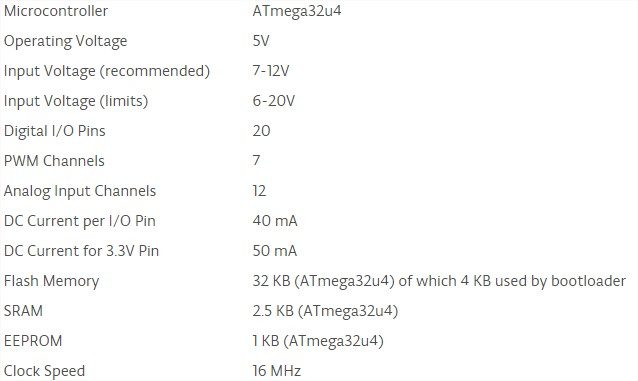 Microcontroller ATmega32u4
Operating Voltage 5V
Input Voltage (recommended) 7-12V
Input Voltage (limits) 6-20V
Digital I/O Pins 20
PWM Channels 7
Analog Input Channels 12
DC Current per I/O Pin 40 mA
DC Current for 3.3V Pin 50 mA
Flash Memory 32 KB (ATmega32u4) of which 4 KB used by bootloader
SRAM 2.5 KB (ATmega32u4)
EEPROM 1 KB (ATmega32u4)
Clock Speed 16 MHz